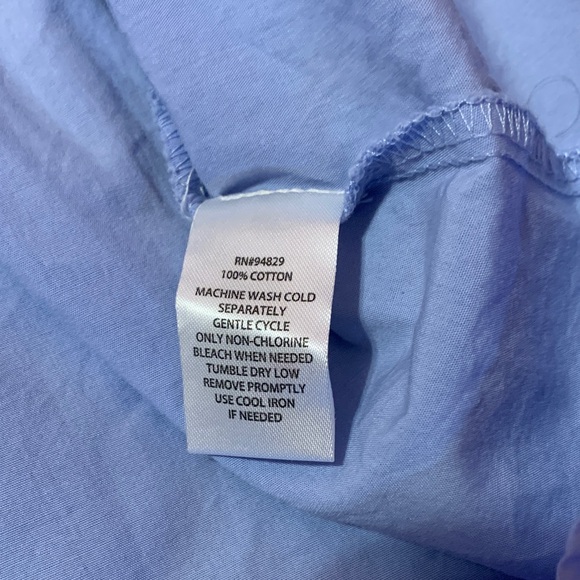 RN#94829
100% COTTON
MACHINE WASH COLD
SEPARATELY
GENTLE CYCLE
ONLY NON-CHLORINE
BLEACH WHEN NEEDED
TUMBLE DRY LOW
REMOVE PROMPTLY
USE COOL IRON
IF NEEDED